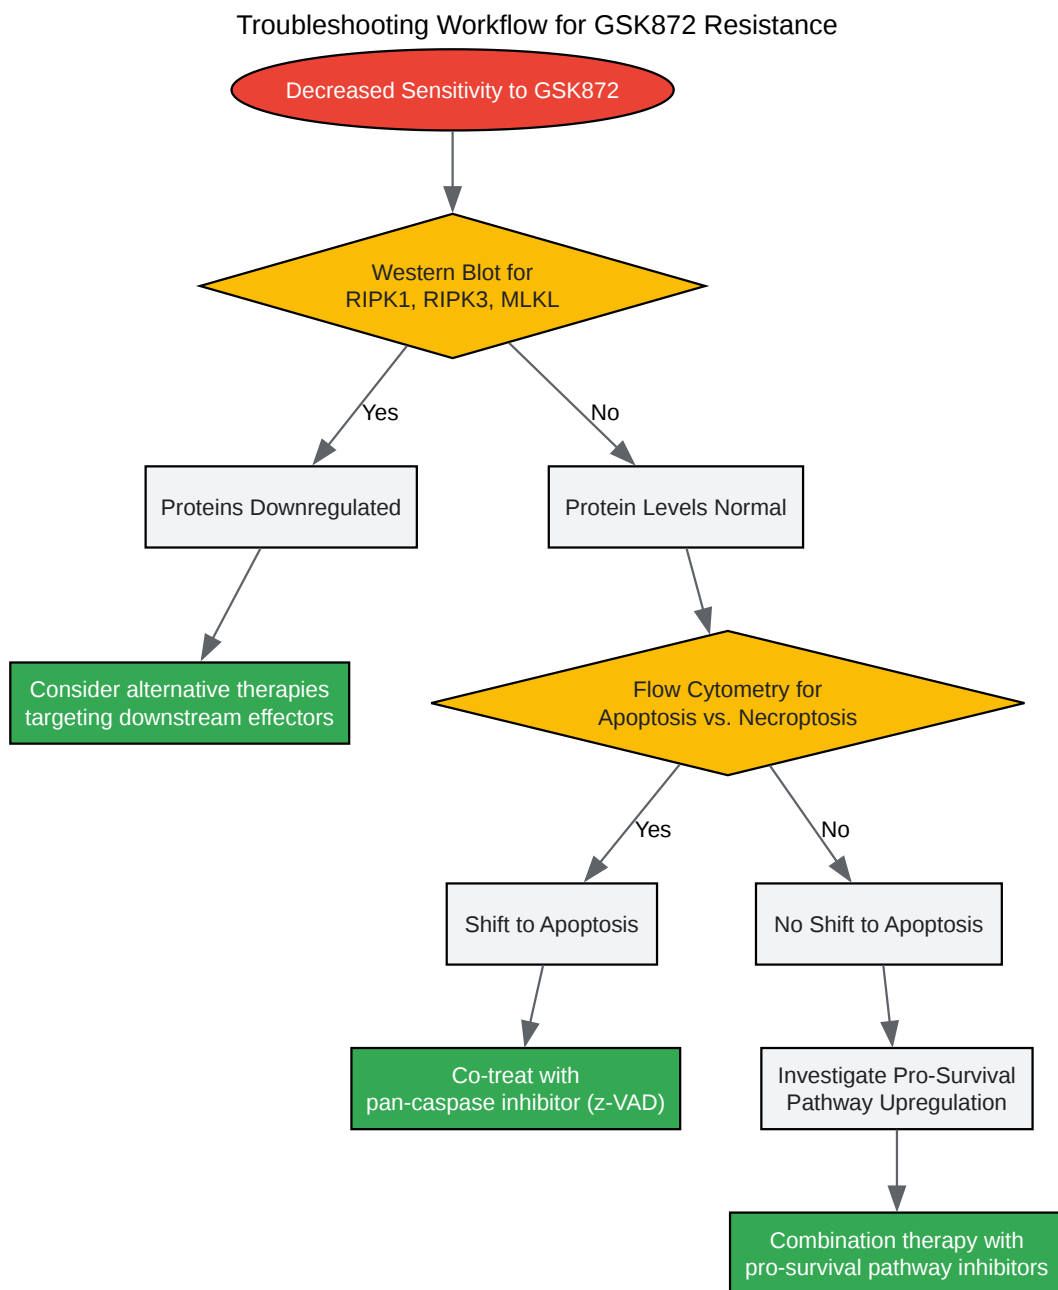 Troubleshooting Workflow for GSK872 Resistance
Decreased Sensitivity to GSK872
Western Blot for
RIPK1, RIPK3, MLKL
Yes
No
Proteins Downregulated
Protein Levels Normal
Consider alternative therapies
targeting downstream effectors
Flow Cytometry for
Apoptosis vs. Necroptosis
Yes
No
Shift to Apoptosis
No Shift to Apoptosis
Co-treat with
pan-caspase inhibitor (z-VAD)
Investigate Pro-Survival
Pathway Upregulation
Combination therapy with
pro-survival pathway inhibitors